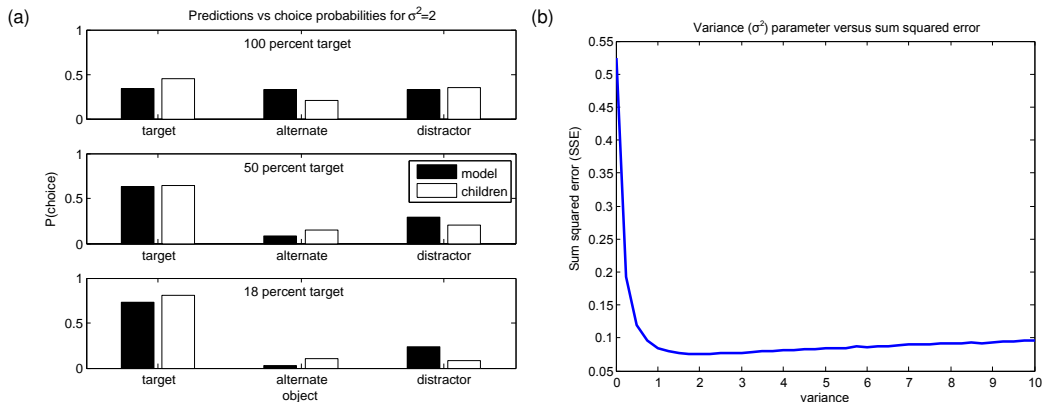 (a)
Predictions vs choice probabilities for σ²=2
1
0.5
0
100 percent target
target alternate distractor
1
0.5
0
50 percent target
model
children
target alternate distractor
P(choice)
1
0.5
0
18 percent target
target alternate distractor
object
(b)
Variance (σ²) parameter versus sum squared error
0.55
0.5
0.45
0.4
0.35
0.3
0.25
0.2
0.15
0.1
0.05
Sum squared error (SSE)
0 1 2 3 4 5 6 7 8 9 10
variance